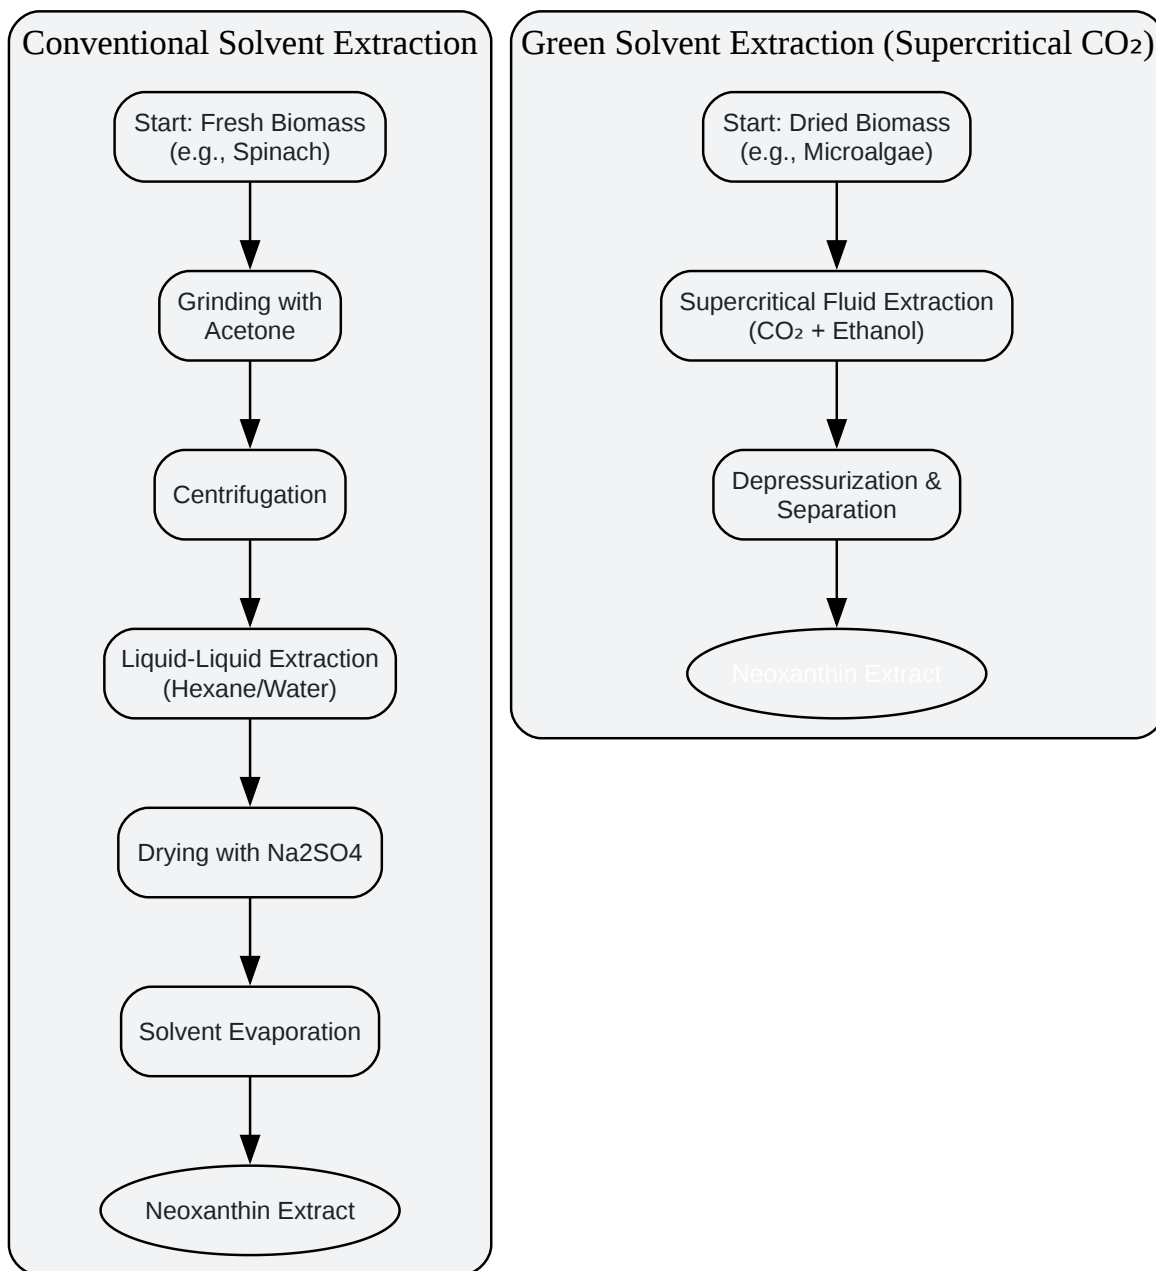 Conventional Solvent Extraction
Start: Fresh Biomass
(e.g., Spinach)
Grinding with
Acetone
Centrifugation
Liquid-Liquid Extraction
(Hexane/Water)
Drying with Na2SO4
Solvent Evaporation
Neoxanthin Extract
Green Solvent Extraction (Supercritical CO₂)
Start: Dried Biomass
(e.g., Microalgae)
Supercritical Fluid Extraction
(CO₂ + Ethanol)
Depressurization &
Separation
Neoxanthin Extract